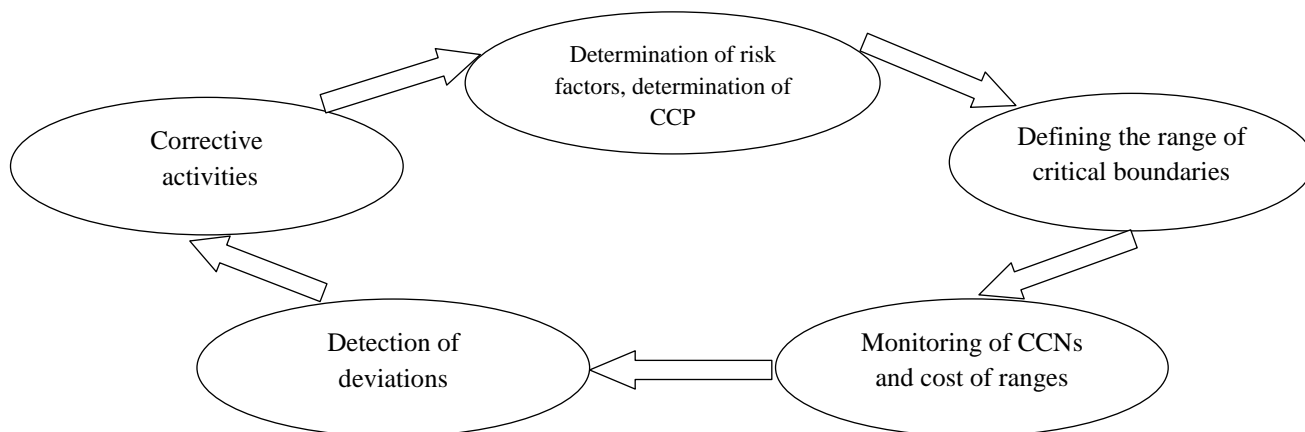 Determination of risk
factors, determination of
CCP
Defining the range of
critical boundaries
Monitoring of CCNs
and cost of ranges
Detection of
deviations
Corrective
activities